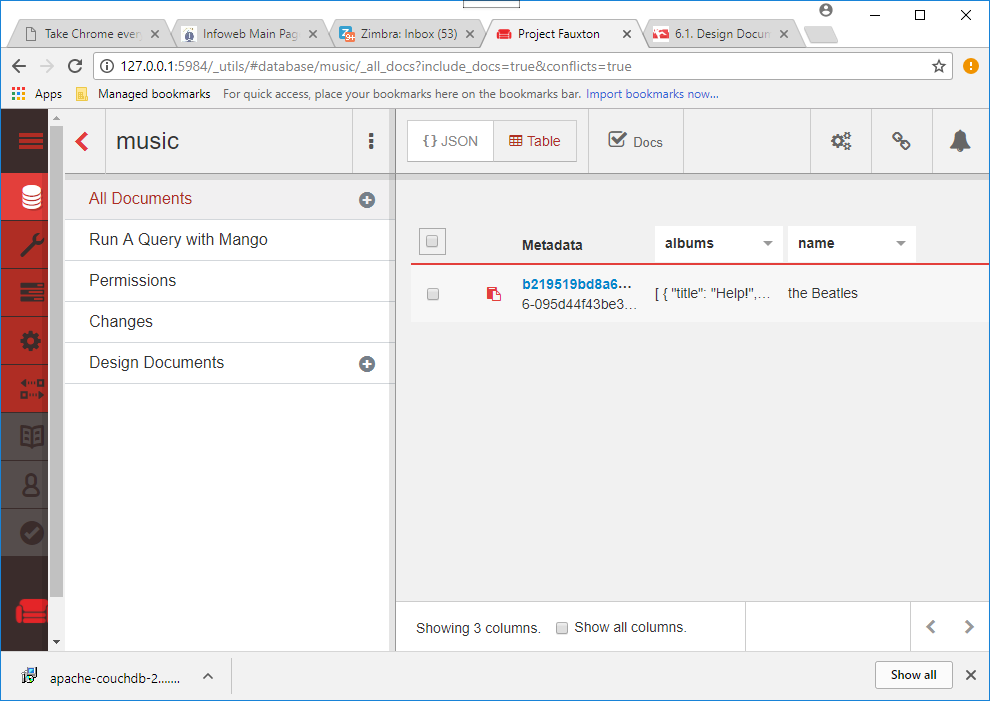 Take Chrome every
Infoweb Main Pag
Zimbra: Inbox (53)
Project Fauxton
6.1. Design Docum
127.0.0.1:5984/_utils/#database/music/_all_docs?include_docs=true&conflicts=true
Apps
Managed bookmarks
For quick access, place your bookmarks here on the bookmarks bar. Import bookmarks now...
music
{} JSON
Table
Docs
All Documents
Run A Query with Mango
Permissions
Changes
Design Documents
Metadata
albums
name
b219519bd8a6...
[ { "title": "Help!",...
the Beatles
6-095d44f43be3...
Showing 3 columns.
Show all columns.
apache-couchdb-2.......
Show all